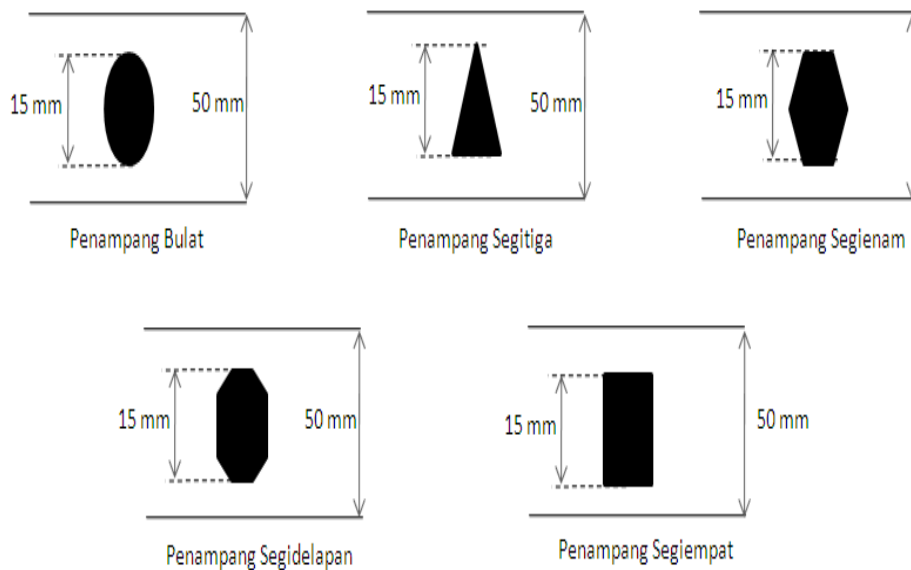 15 mm
50 mm
Penampang Bulat
15 mm
50 mm
Penampang Segitiga
15 mm
Penampang Segienam
15 mm
50 mm
Penampang Segidelapan
15 mm
50 mm
Penampang Segiempat